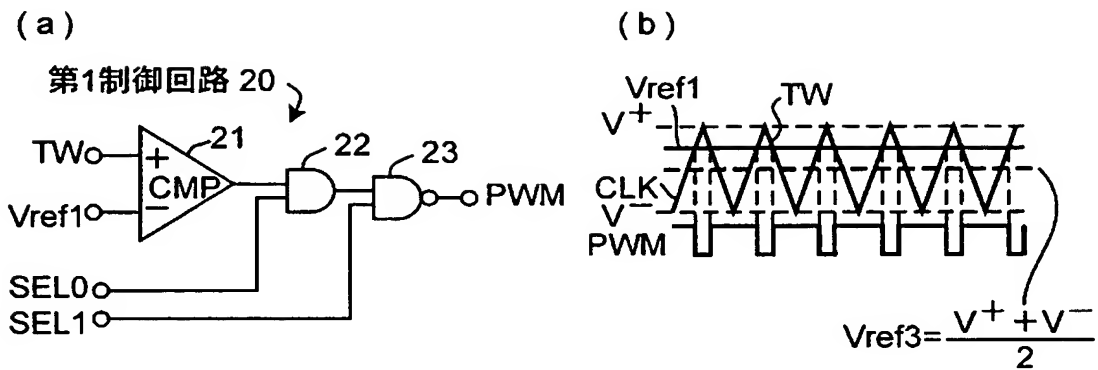 (a)
第1制御回路 20
21
TW
+
CMP
−
Vref1
22
23
PWM
SEL0
SEL1
(b)
Vref1
TW
V+
CLK
V−
PWM
Vref3=
V+ + V−
2